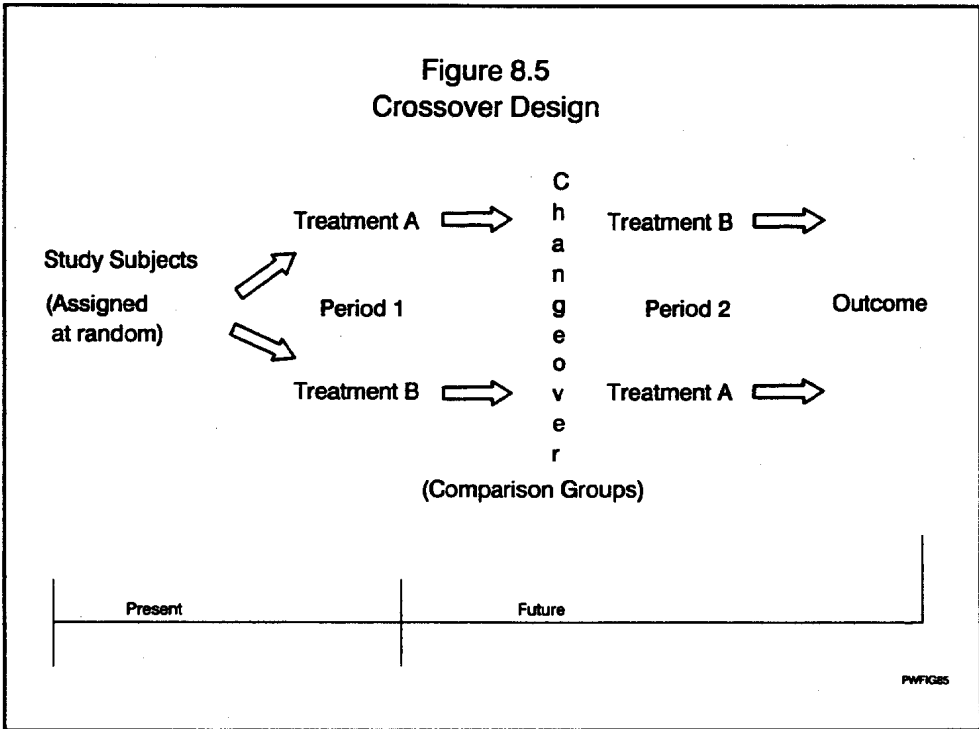 Figure 8.5
Crossover Design
Treatment A
Changeover
Treatment B
Study Subjects
(Assigned
at random)
Period 1
Period 2
Outcome
Treatment B
Treatment A
(Comparison Groups)
Present
Future
PWFIG85